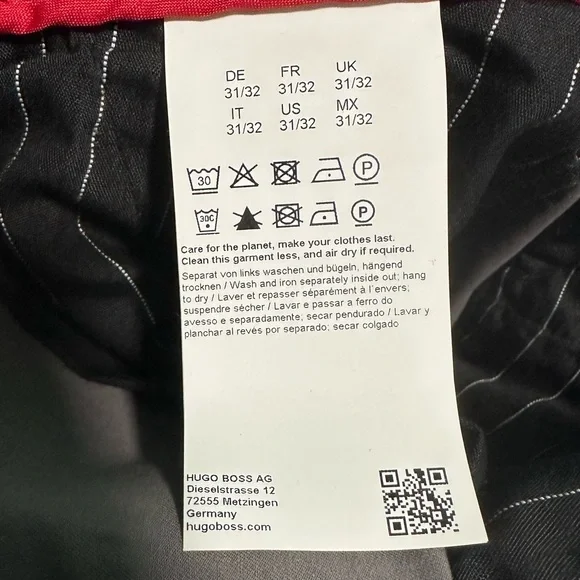 DE FR UK
31/32 31/32 31/32
IT US MX
31/32 31/32 31/32
30 P
30C P
Care for the planet, make your clothes last.
Clean this garment less, and air dry if required.
Separat von links waschen und bügeln, hängend
trocknen / Wash and iron separately inside out; hang
to dry / Laver et repasser séparément à l'envers;
suspendre sécher / Lavar e passar a ferro do
avesso e separadamente; secar pendurado / Lavar y
planchar al revés por separado; secar colgado
HUGO BOSS AG
Dieselstrasse 12
72555 Metzingen
Germany
hugoboss.com